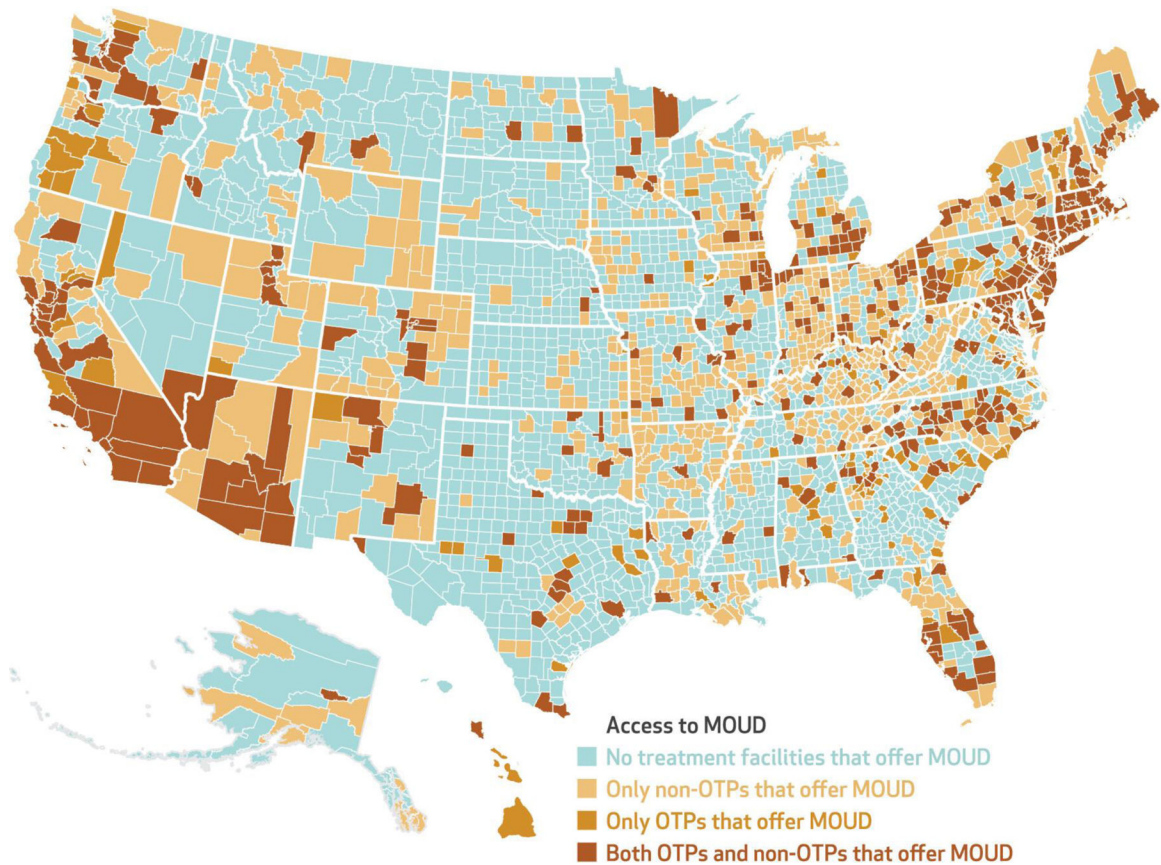 Access to MOUD
No treatment facilities that offer MOUD
Only non-OTPs that offer MOUD
Only OTPs that offer MOUD
Both OTPs and non-OTPs that offer MOUD